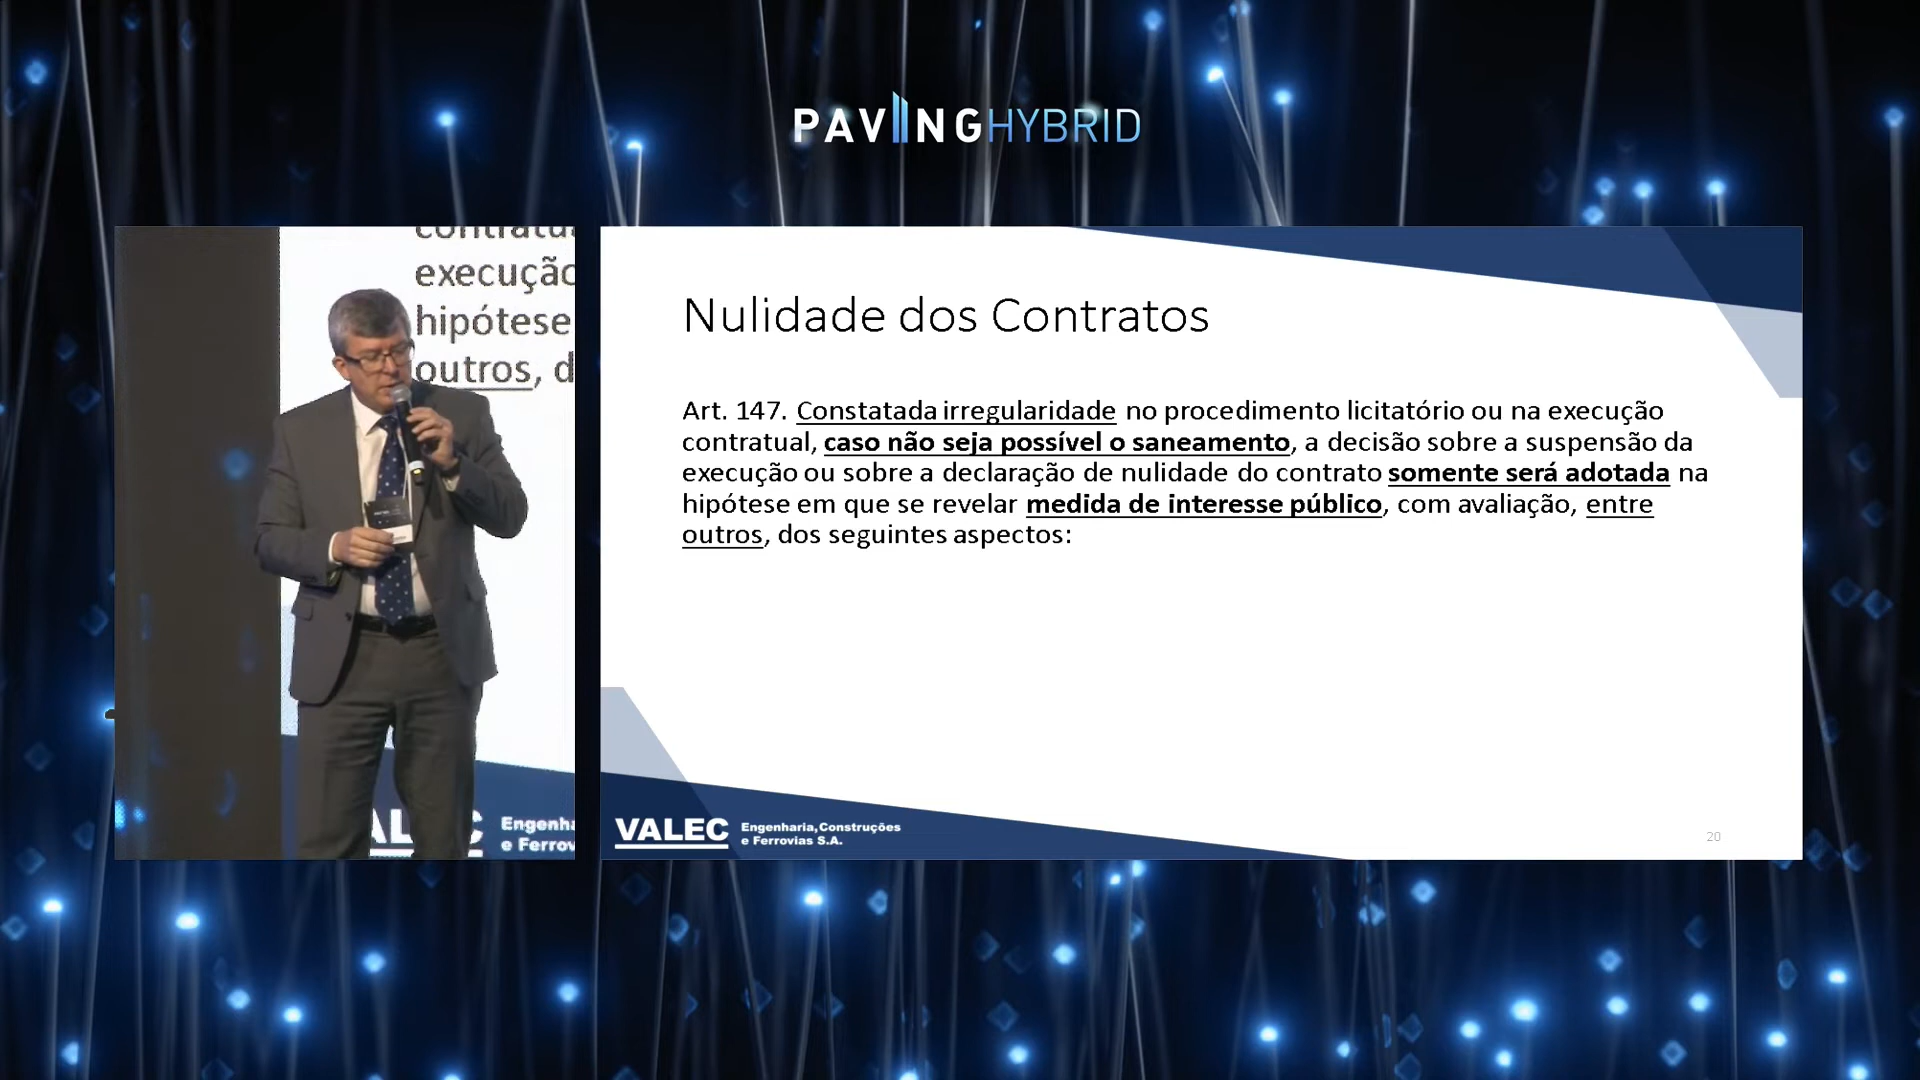 PAVINGHYBRID
contratu
execução
hipótese
outros, d
VALEC
Engenha
e Ferrov
Nulidade dos Contratos
Art. 147. Constatada irregularidade no procedimento licitatório ou na execução
contratual, caso não seja possível o saneamento, a decisão sobre a suspensão da
execução ou sobre a declaração de nulidade do contrato somente será adotada na
hipótese em que se revelar medida de interesse público, com avaliação, entre
outros, dos seguintes aspectos:
VALEC
Engenharia, Construções
e Ferrovias S.A.
20